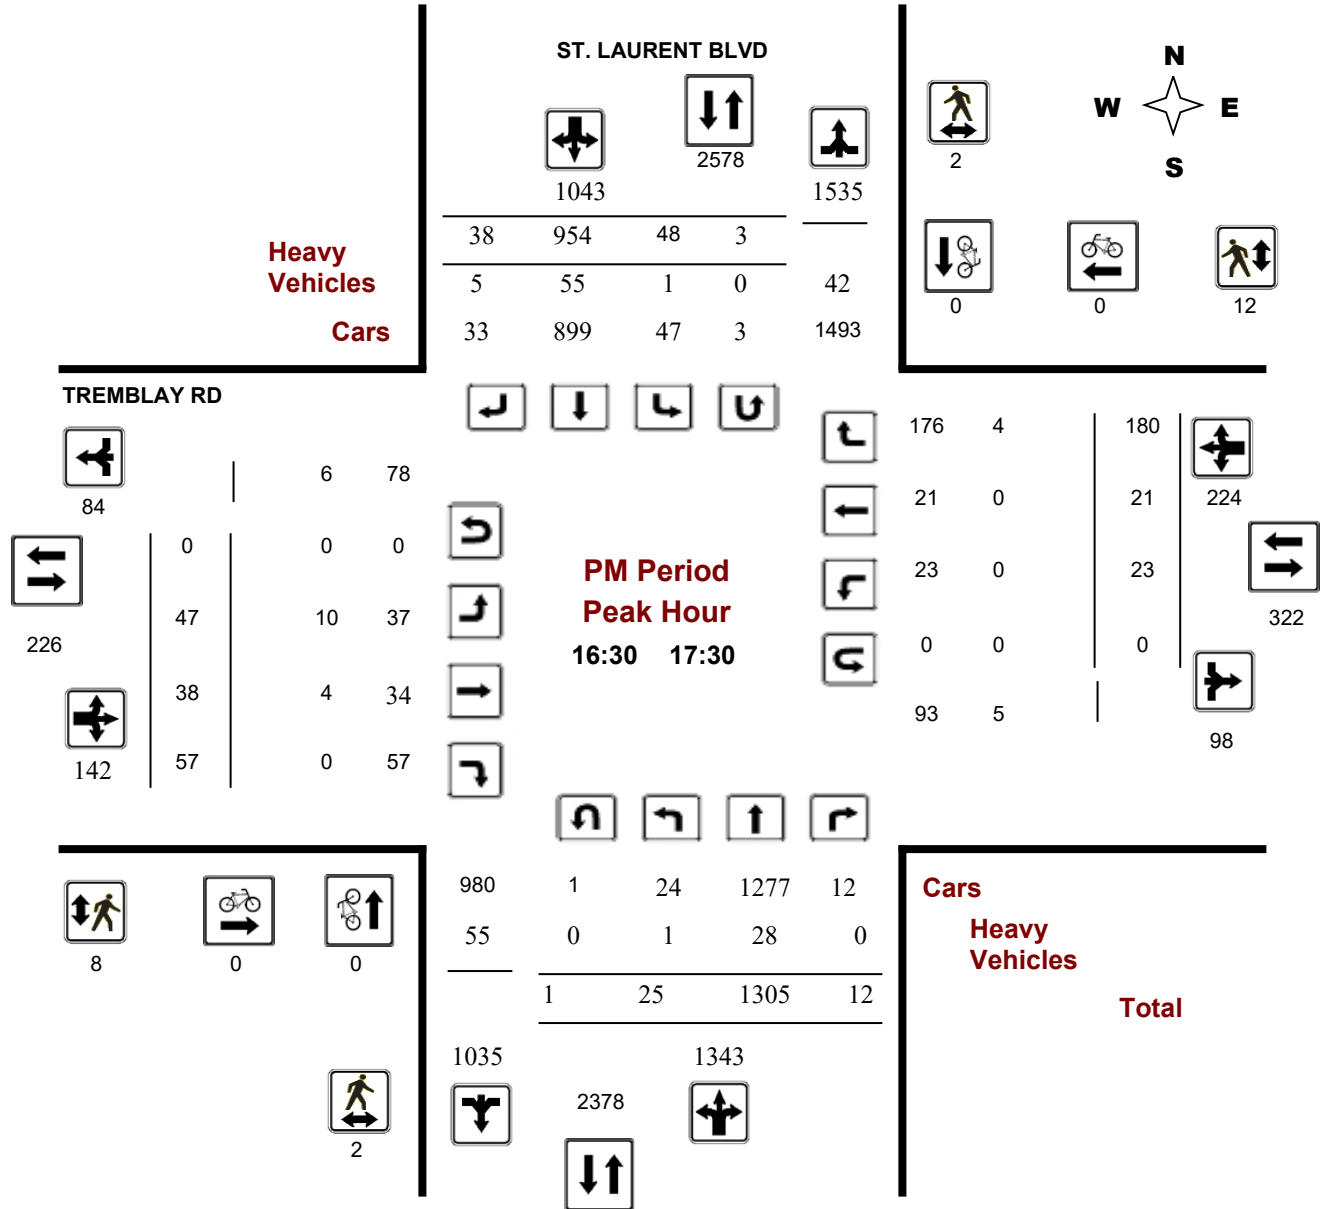 ST. LAURENT BLVD
N
W E
S
2578
2
1043 1535
38 954 48 3
Heavy
Vehicles
5 55 1 0 42
0 0 12
Cars
33 899 47 3 1493
TREMBLAY RD
176 4 180
6 78
84
21 0 21 224
0 0 0
PM Period
23 0 23
Peak Hour
47 10 37
322
226
16:30 17:30
0 0 0
38 4 34
93 5
98
142 57 0 57
980 1 24 1277 12
Cars
55 0 1 28 0
Heavy
Vehicles
8 0 0
1 25 1305 12
Total
1035 1343
2378
2